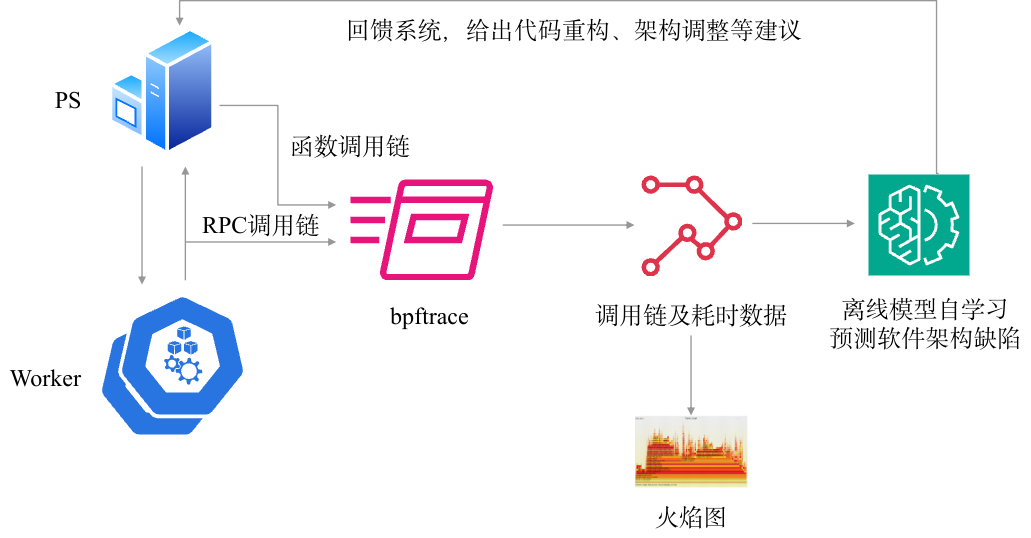 回馈系统，给出代码重构、架构调整等建议
PS
函数调用链
RPC调用链
bpftrace
调用链及耗时数据
离线模型自学习
预测软件架构缺陷
Worker
火焰图